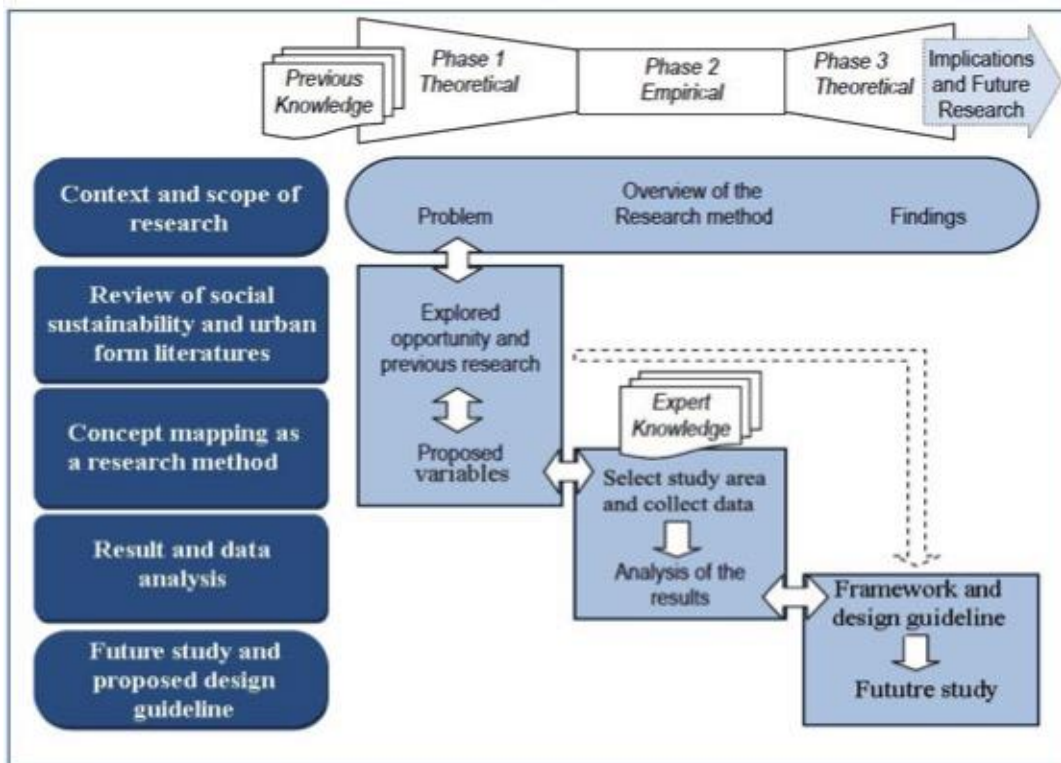 Previous
Knowledge
Phase 1
Theoretical
Phase 2
Empirical
Phase 3
Theoretical
Implications
and Future
Research
Context and scope of
research
Problem
Overview of the
Research method
Findings
Review of social
sustainability and urban
form literatures
Explored
opportunity and
previous research
Concept mapping as
a research method
Proposed
variables
Expert
Knowledge
Select study area
and collect data
Result and data
analysis
Analysis of the
results
Framework and
design guideline
Future study and
proposed design
guideline
Fututre study